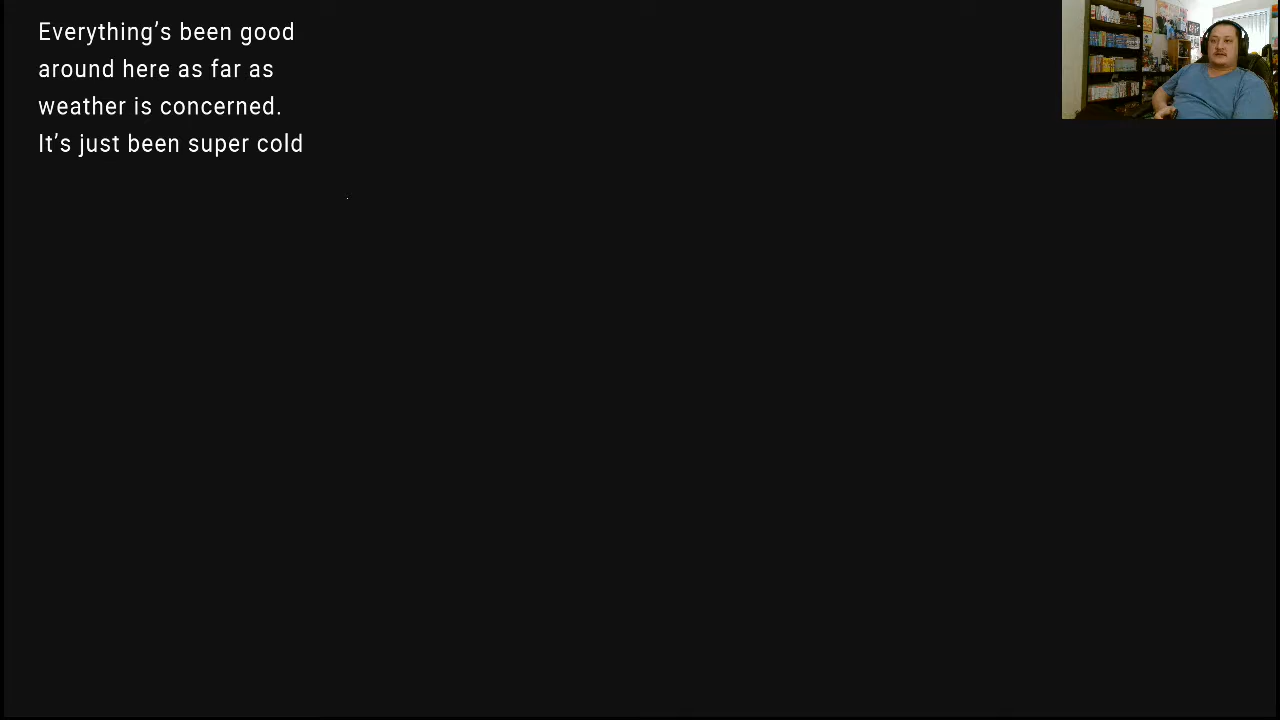 Everything’s been good
around here as far as
weather is concerned.
It’s just been super cold